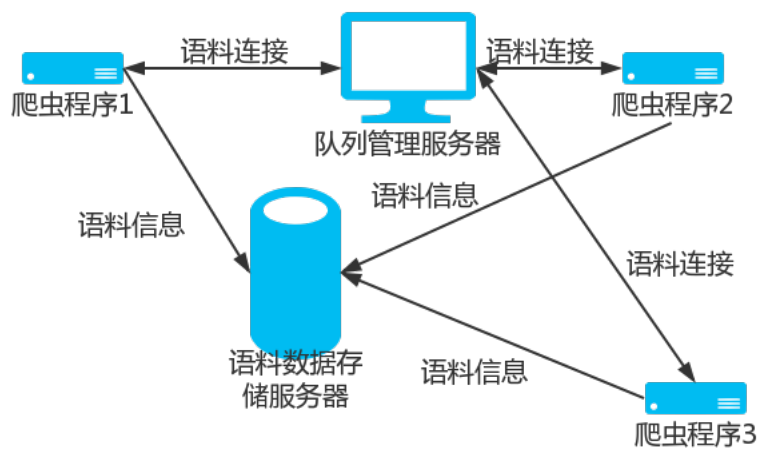 语料连接
语料连接
爬虫程序1
爬虫程序2
队列管理服务器
语料信息
语料信息
语料连接
语料数据存
储服务器
语料信息
爬虫程序3